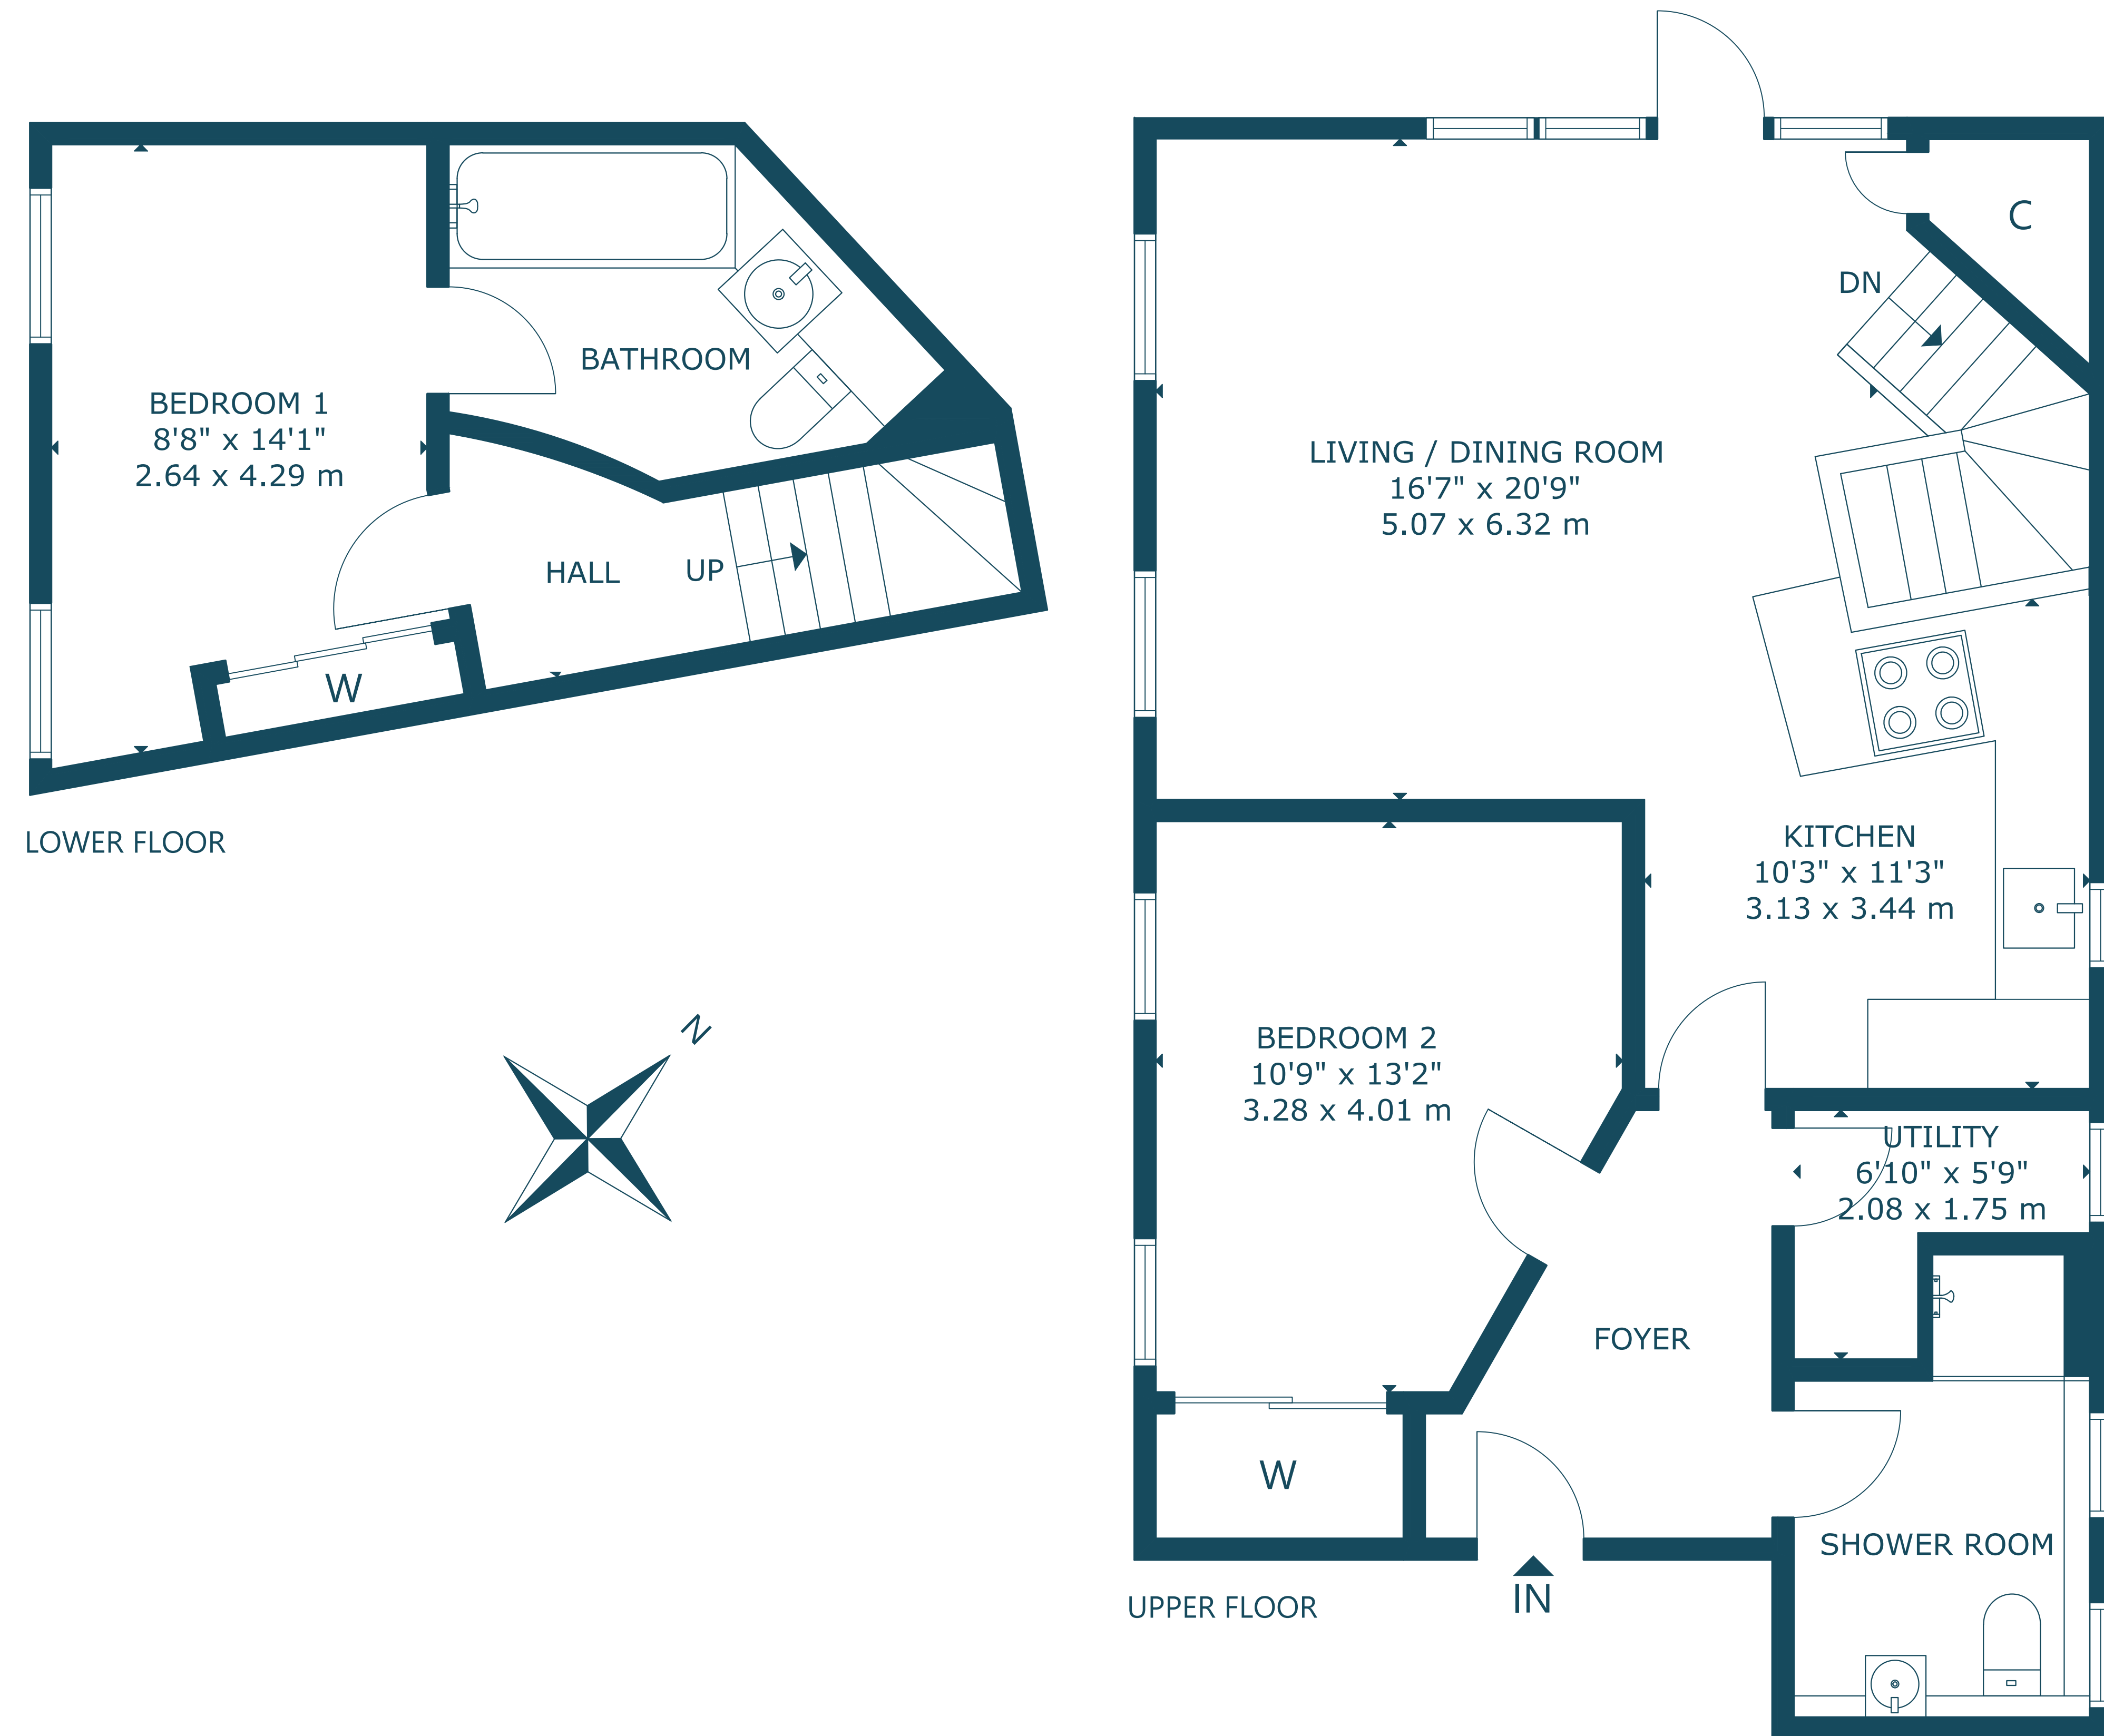 BEDROOM 1
8'8" x 14'1"
2.64 x 4.29 m
BATHROOM
HALL
UP
W
LOWER FLOOR
N
C
DN
LIVING / DINING ROOM
16'7" x 20'9"
5.07 x 6.32 m
KITCHEN
10'3" x 11'3"
3.13 x 3.44 m
BEDROOM 2
10'9" x 13'2"
3.28 x 4.01 m
UTILITY
6'10" x 5'9"
2.08 x 1.75 m
FOYER
W
SHOWER ROOM
IN
UPPER FLOOR